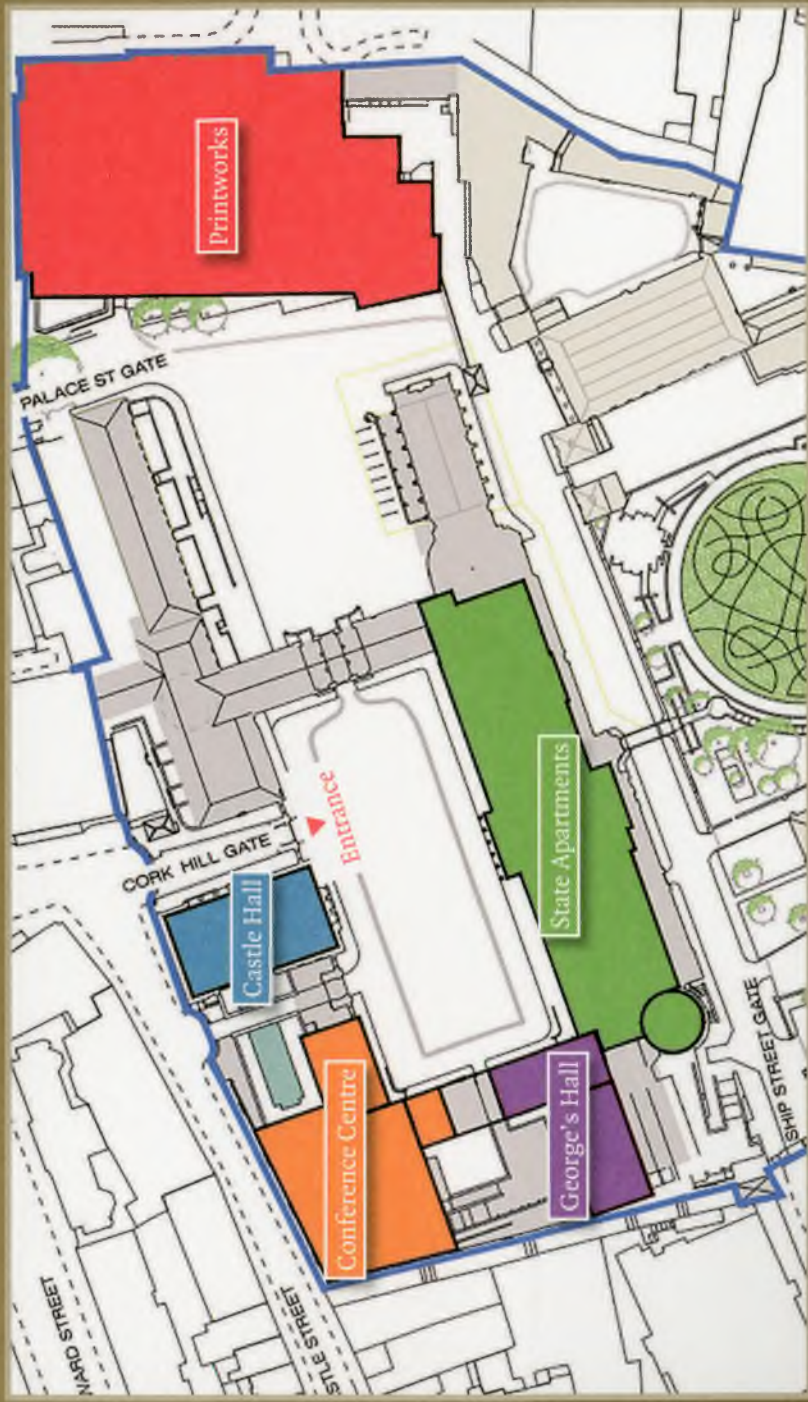 WARD STREET
STLE STREET
Conference Centre
Castle Hall
CORK HILL GATE
Entrance
PALACE ST GATE
Printworks
George's Hall
State Apartments
SHIP STREET GATE